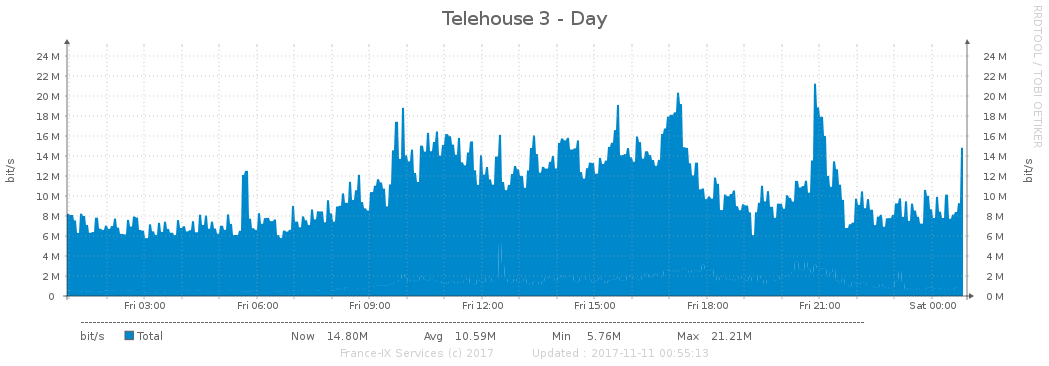 Telehouse 3 - Day
RRDTOOL / TOBI OETIKER
bit/s
24 M 24 M
22 M 22 M
20 M 20 M
18 M 18 M
16 M 16 M
14 M 14 M
12 M 12 M
10 M 10 M
8 M 8 M
6 M 6 M
4 M 4 M
2 M 2 M
0 0 M
bit/s
Fri 03:00 Fri 06:00 Fri 09:00 Fri 12:00 Fri 15:00 Fri 18:00 Fri 21:00 Sat 00:00
bit/s Total Now 14.80M Avg 10.59M Min 5.76M Max 21.21M
France-IX Services (c) 2017 Updated : 2017-11-11 00:55:13